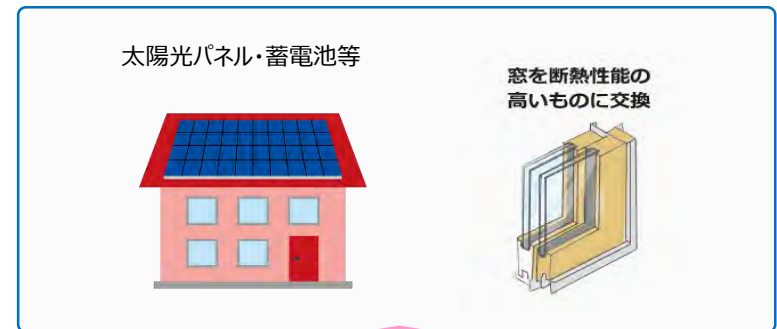 太陽光パネル・蓄電池等
窓を断熱性能の
高いものに交換